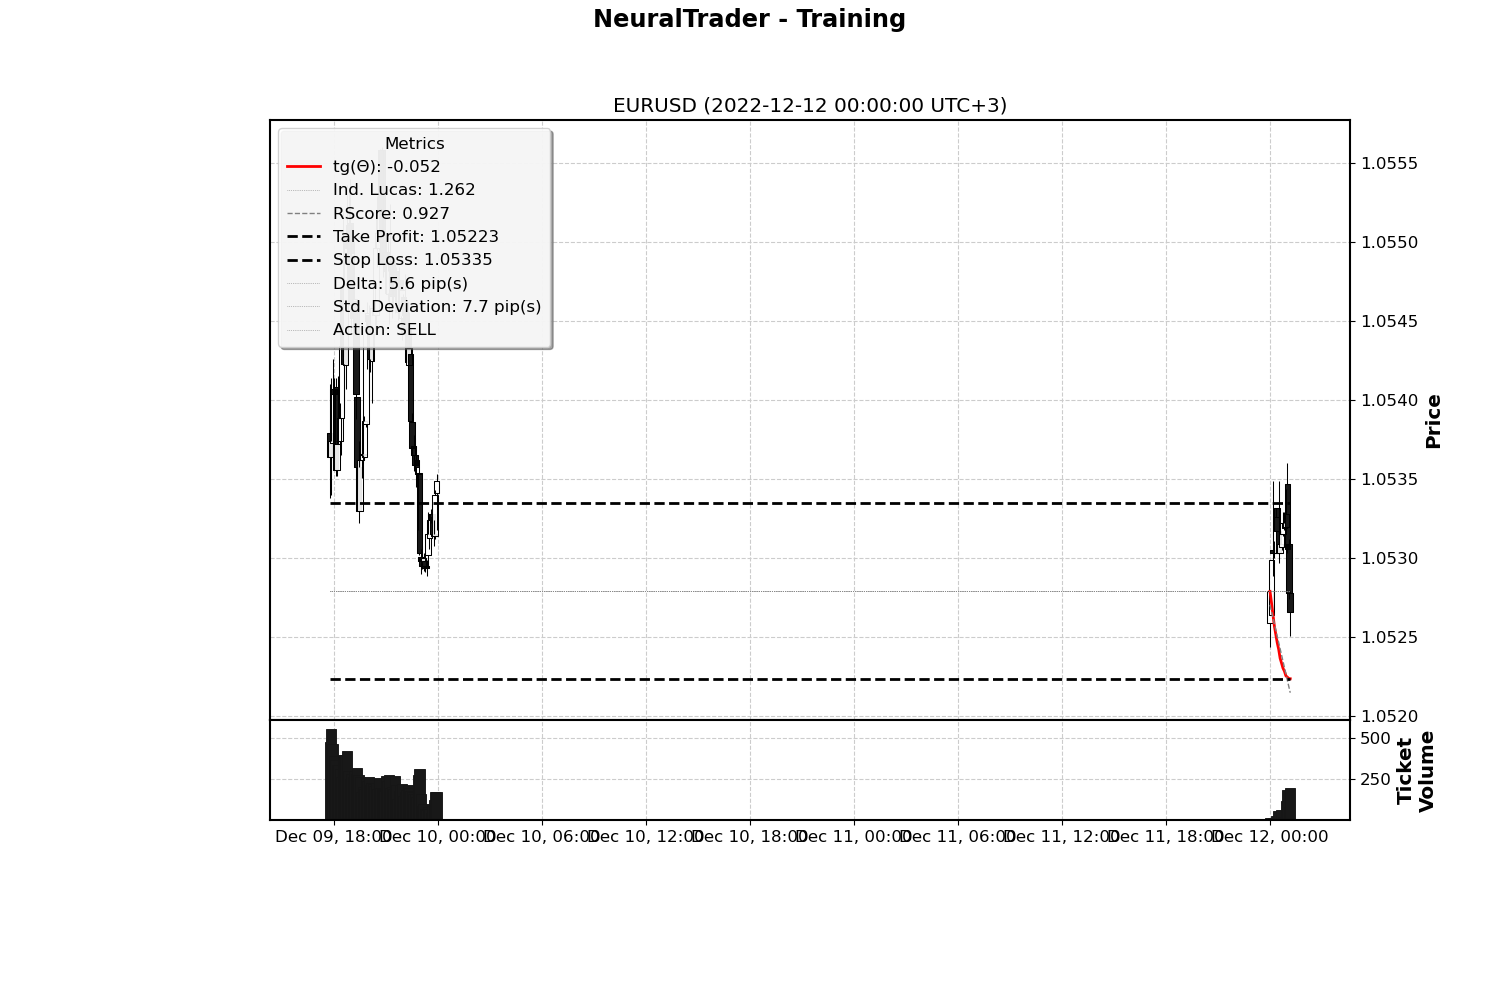 NeuralTrader - Training
EURUSD (2022-12-12 00:00:00 UTC+3)
Metrics
tg(Θ): -0.052
Ind. Lucas: 1.262
RScore: 0.927
Take Profit: 1.05223
Stop Loss: 1.05335
Delta: 5.6 pip(s)
Std. Deviation: 7.7 pip(s)
Action: SELL
1.0555
1.0550
1.0545
1.0540
1.0535
1.0530
1.0525
1.0520
Price
500
250
Ticket
Volume
Dec 09, 18:00
Dec 10, 00:00
Dec 10, 06:00
Dec 10, 12:00
Dec 10, 18:00
Dec 11, 00:00
Dec 11, 06:00
Dec 11, 12:00
Dec 11, 18:00
Dec 12, 00:00